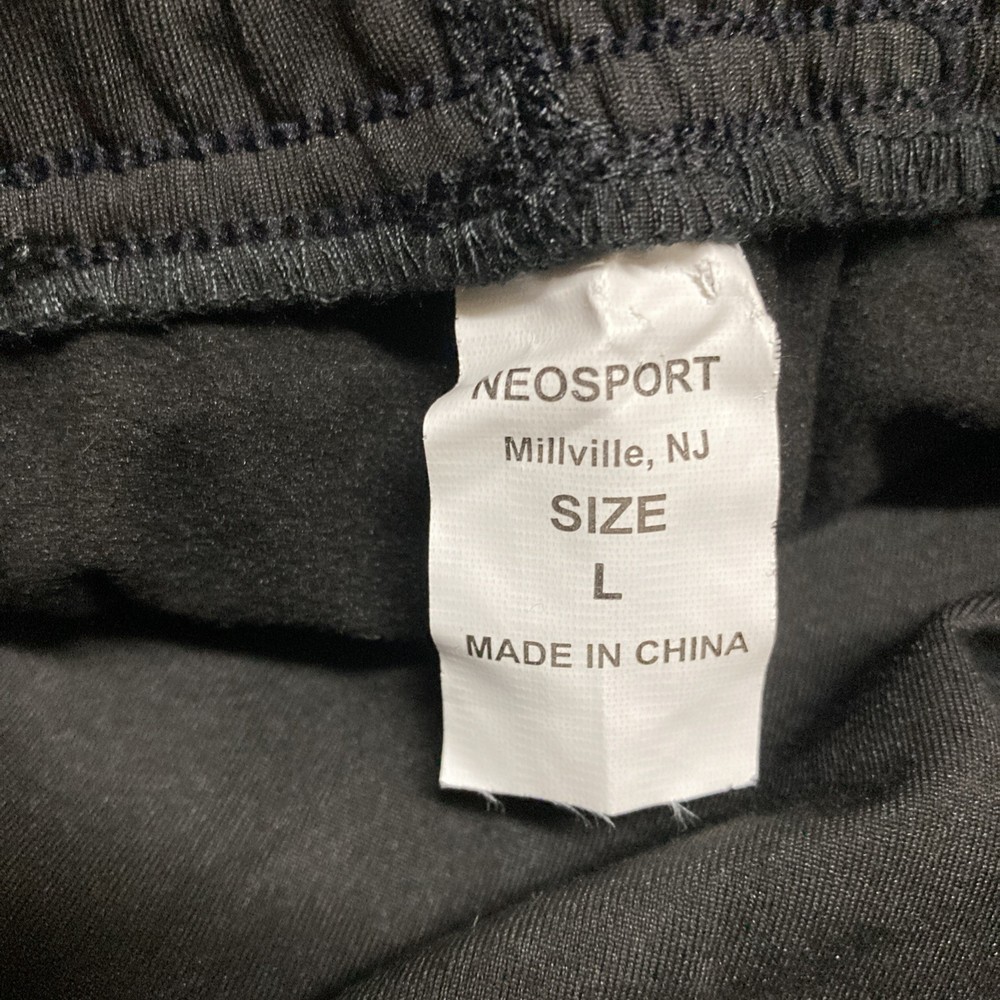 NEOSPORT
Millville, NJ
SIZE
L
MADE IN CHINA